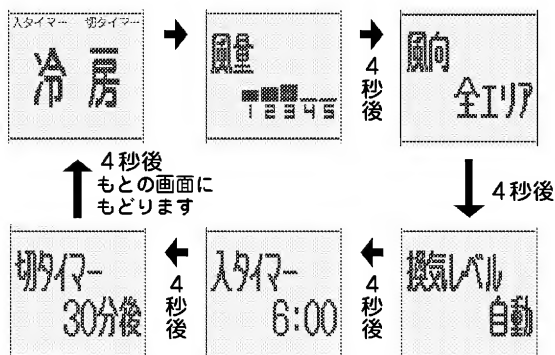 入タイマー 切タイマー
冷房
風量
1 2 3 4 5
4秒後
風向
全エリア
4秒後
換気レベル
自動
4秒後
入タイマー
6:00
4秒後
切タイマー
30分後
4秒後
もとの画面に
もどります